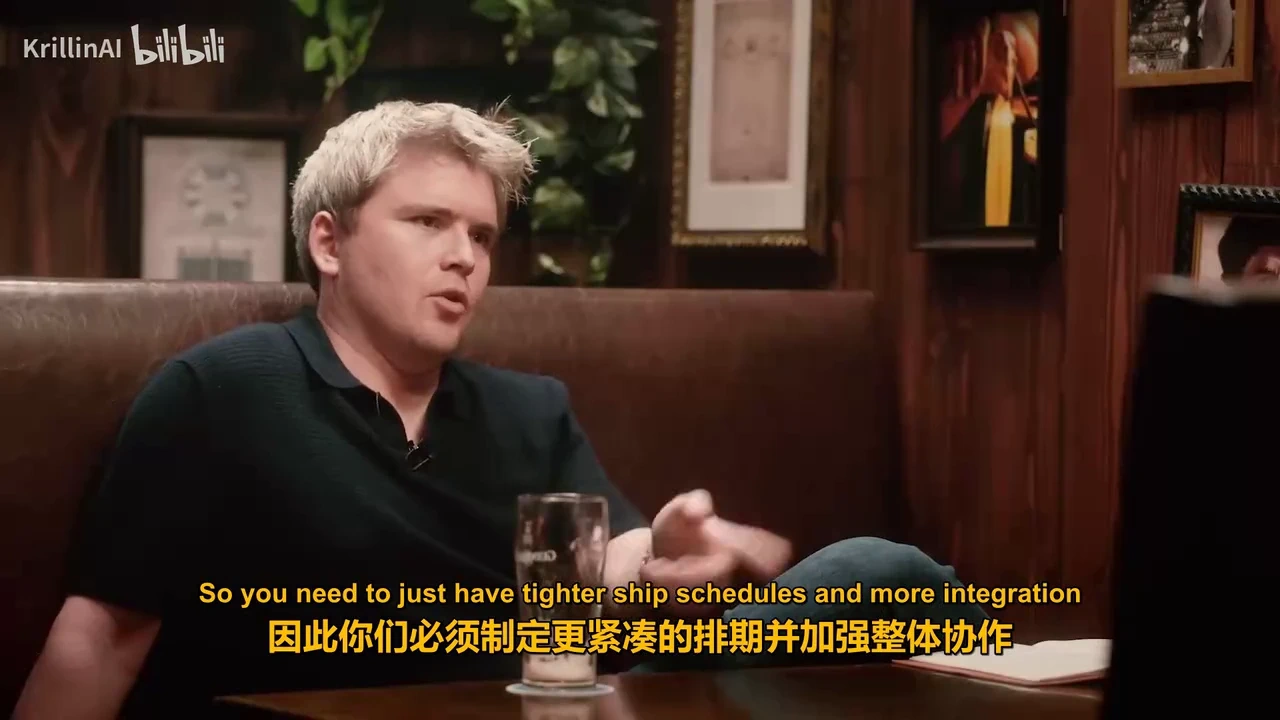 KrillinAI bilibili
So you need to just have tighter ship schedules and more integration
因此你们必须制定更紧凑的排期并加强整体协作